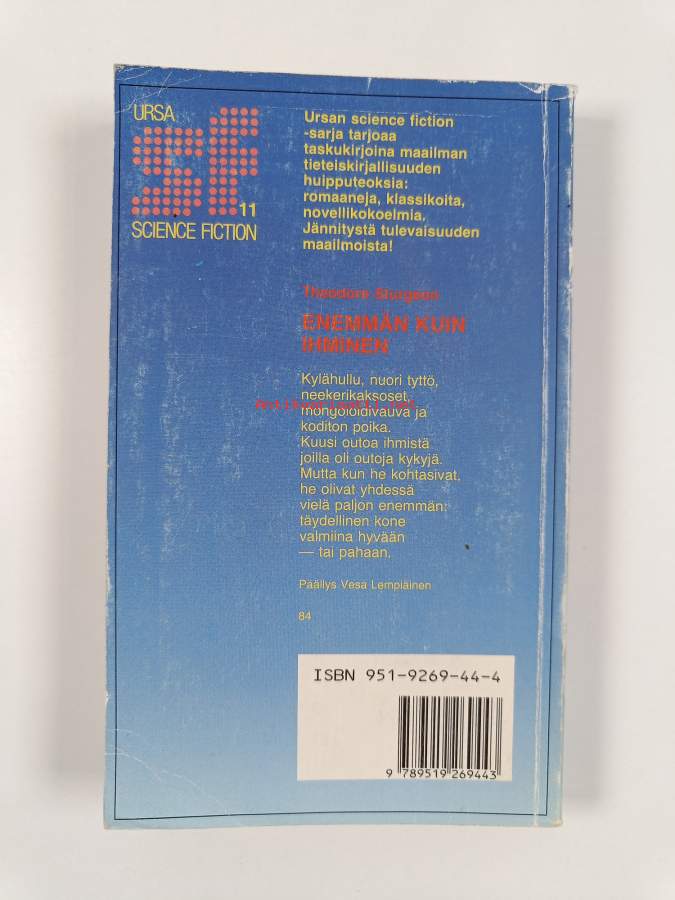 URSA
sf
11
SCIENCE FICTION
Ursan science fiction
-sarja tarjoaa
taskukirjoina maailman
tieteiskirjallisuuden
huipputeoksia:
romaaneja, klassikoita,
novellikokoelmia.
Jännitystä tulevaisuuden
maailmoista!
Theodore Sturgeon
ENEMMÄN KUIN
IHMINEN
Kylähullu, nuori tyttö,
neekerikaksoset,
mongoloidivauva ja
koditon poika.
Kuusi outoa ihmistä
joilla oli outoja kykyjä.
Mutta kun he kohtasivat,
he olivat yhdessä
vielä paljon enemmän:
täydellinen kone
valmiina hyvään
— tai pahaan.
Päällys Vesa Lempiäinen
84
ISBN 951-9269-44-4
9 789519 269443